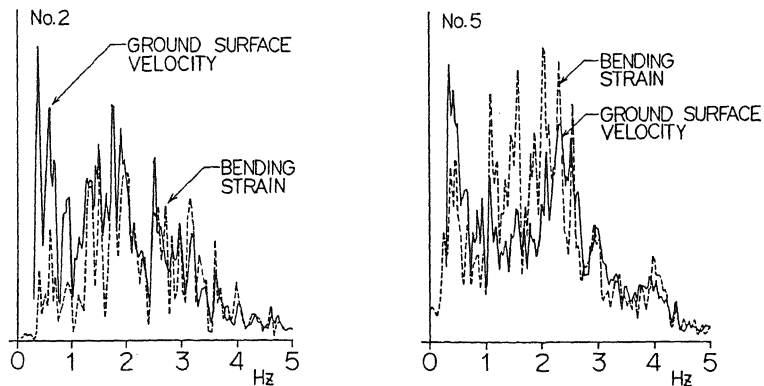 No.2
GROUND SURFACE
VELOCITY
BENDING
STRAIN
0 1 2 3 4 5
Hz
No.5
BENDING
STRAIN
GROUND SURFACE
VELOCITY
0 1 2 3 4 5
Hz